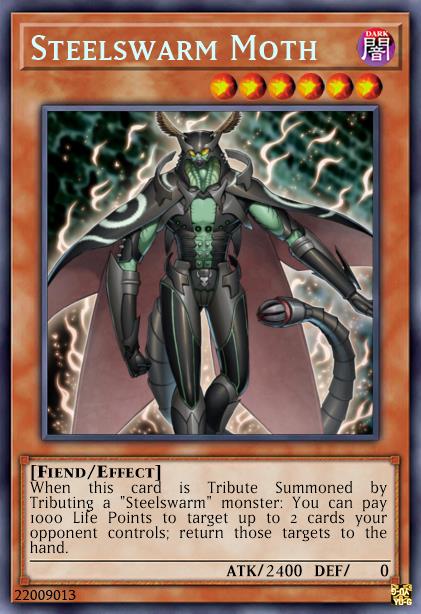 Steelswarm Moth
DARK
闇
[Fiend/Effect]
When this card is Tribute Summoned by
Tributing a "Steelswarm" monster: You can pay
1000 Life Points to target up to 2 cards your
opponent controls; return those targets to the
hand.
ATK/2400 DEF/ 0
22009013